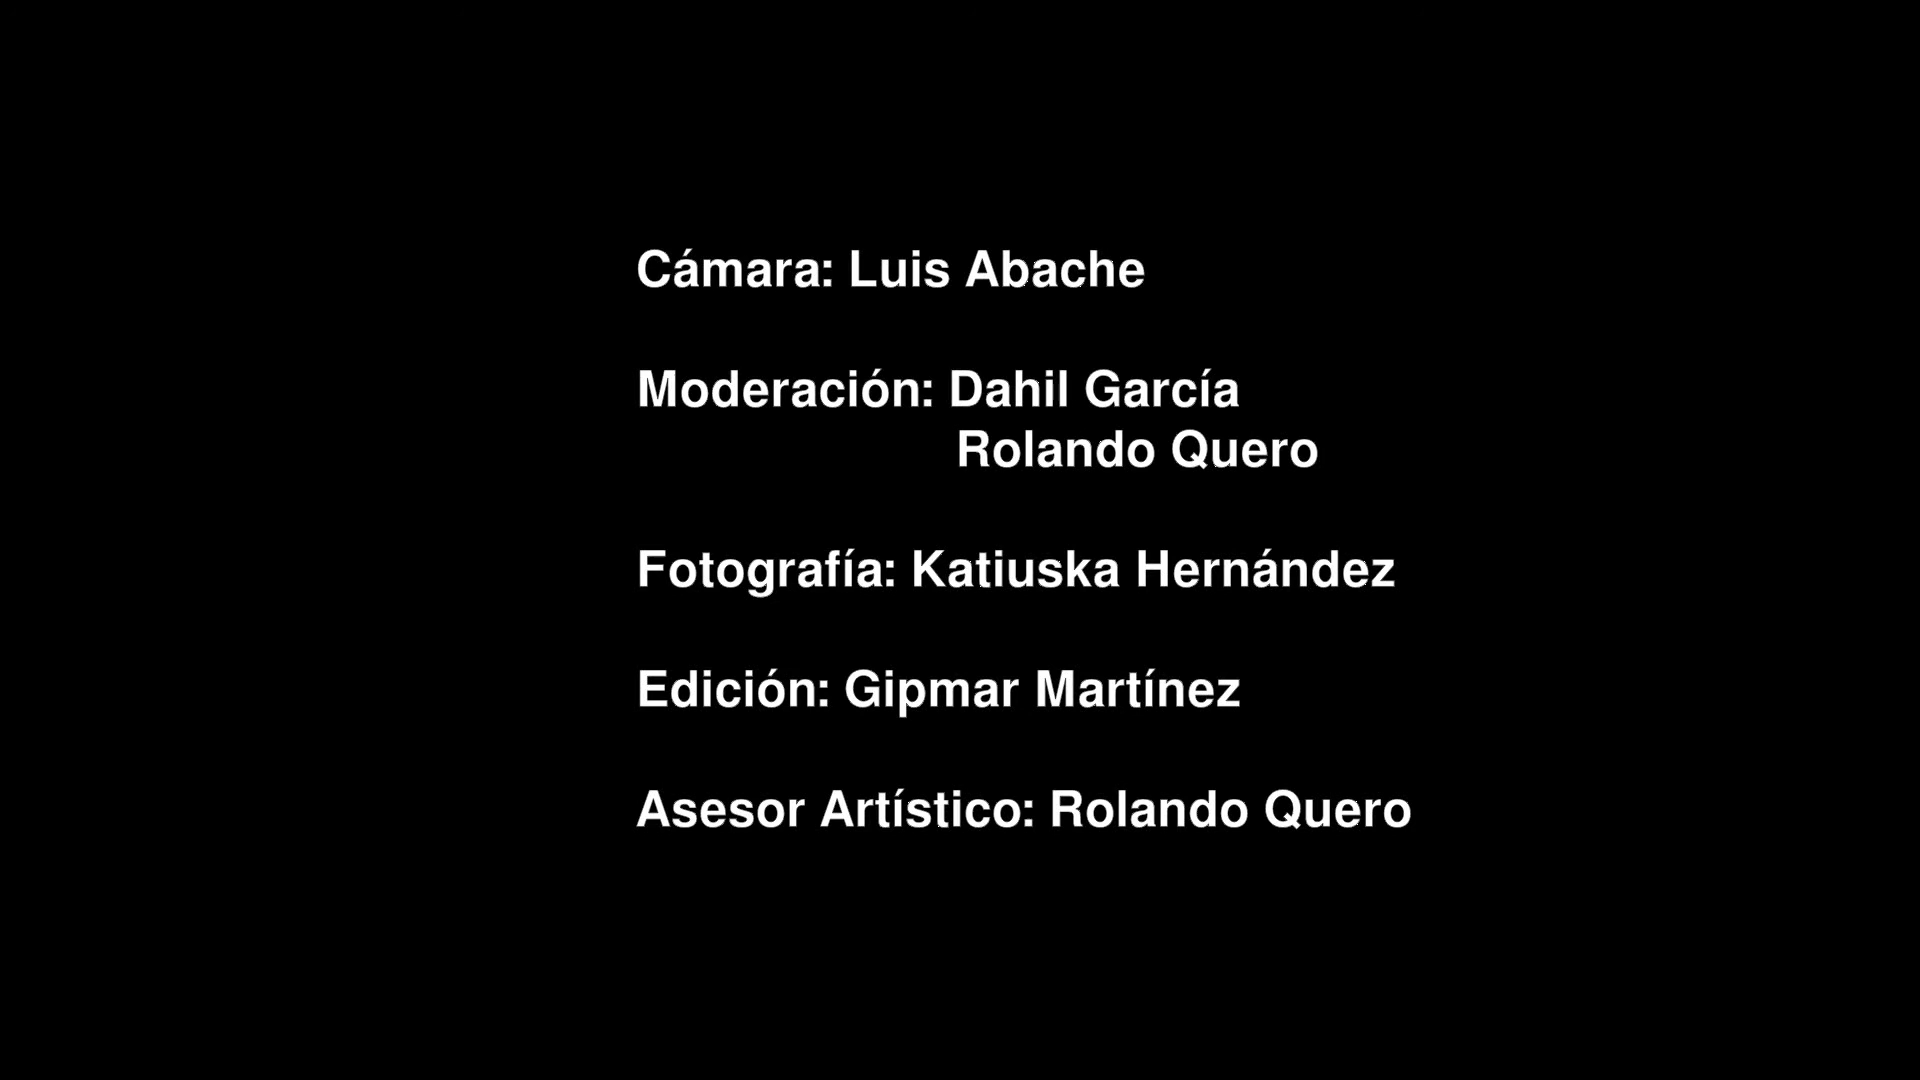 Cámara: Luis Abache
Moderación: Dahil García
Rolando Quero
Fotografía: Katiuska Hernández
Edición: Gipmar Martínez
Asesor Artístico: Rolando Quero